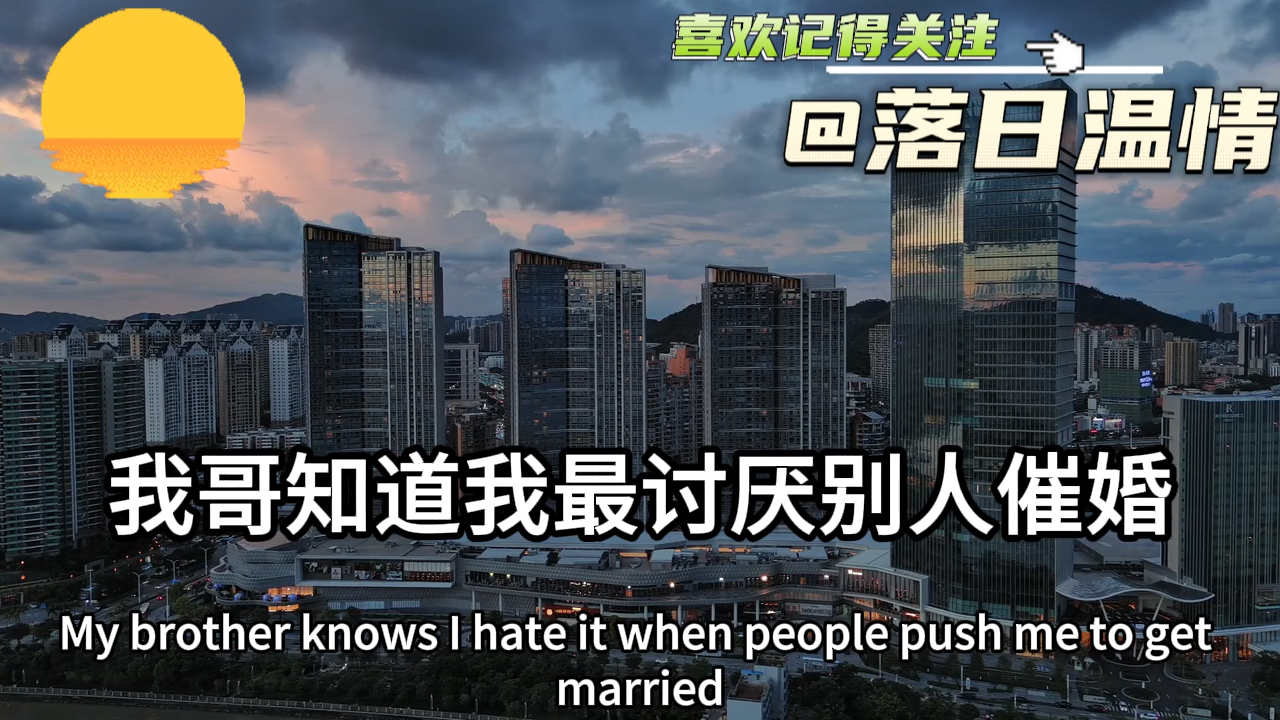 喜欢记得关注
@落日温情
R
我哥知道我最讨厌别人催婚
My brother knows I hate it when people push me to get
married